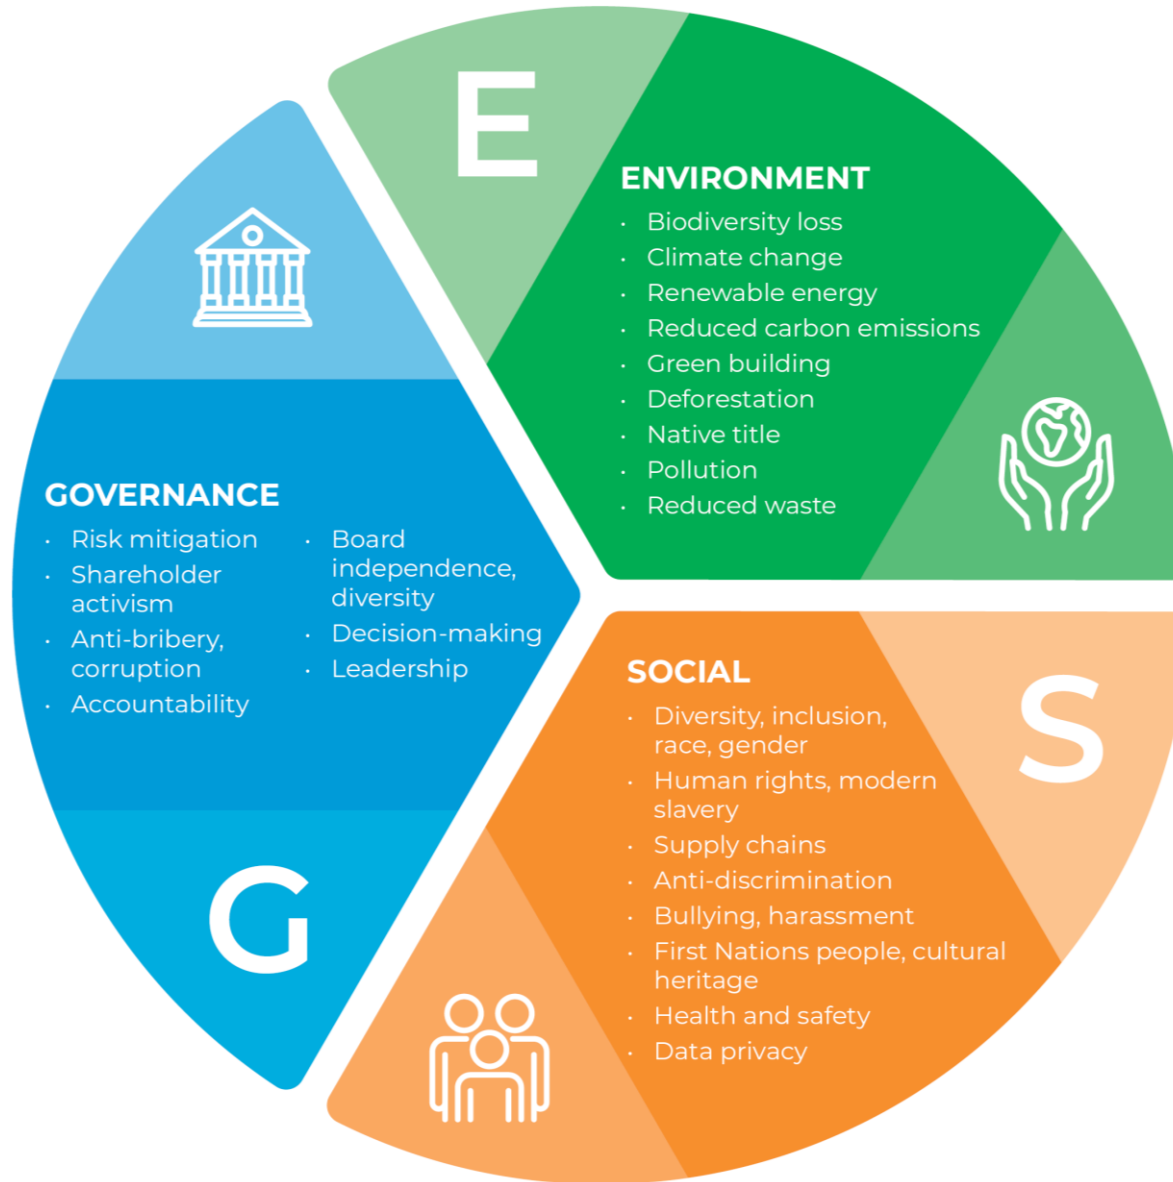 E
ENVIRONMENT
· Biodiversity loss
· Climate change
· Renewable energy
· Reduced carbon emissions
· Green building
· Deforestation
· Native title
· Pollution
· Reduced waste
S
SOCIAL
· Diversity, inclusion,
race, gender
· Human rights, modern
slavery
· Supply chains
· Anti-discrimination
· Bullying, harassment
· First Nations people, cultural
heritage
· Health and safety
· Data privacy
G
GOVERNANCE
· Risk mitigation
· Shareholder
activism
· Anti-bribery,
corruption
· Accountability
· Board
independence,
diversity
· Decision-making
· Leadership